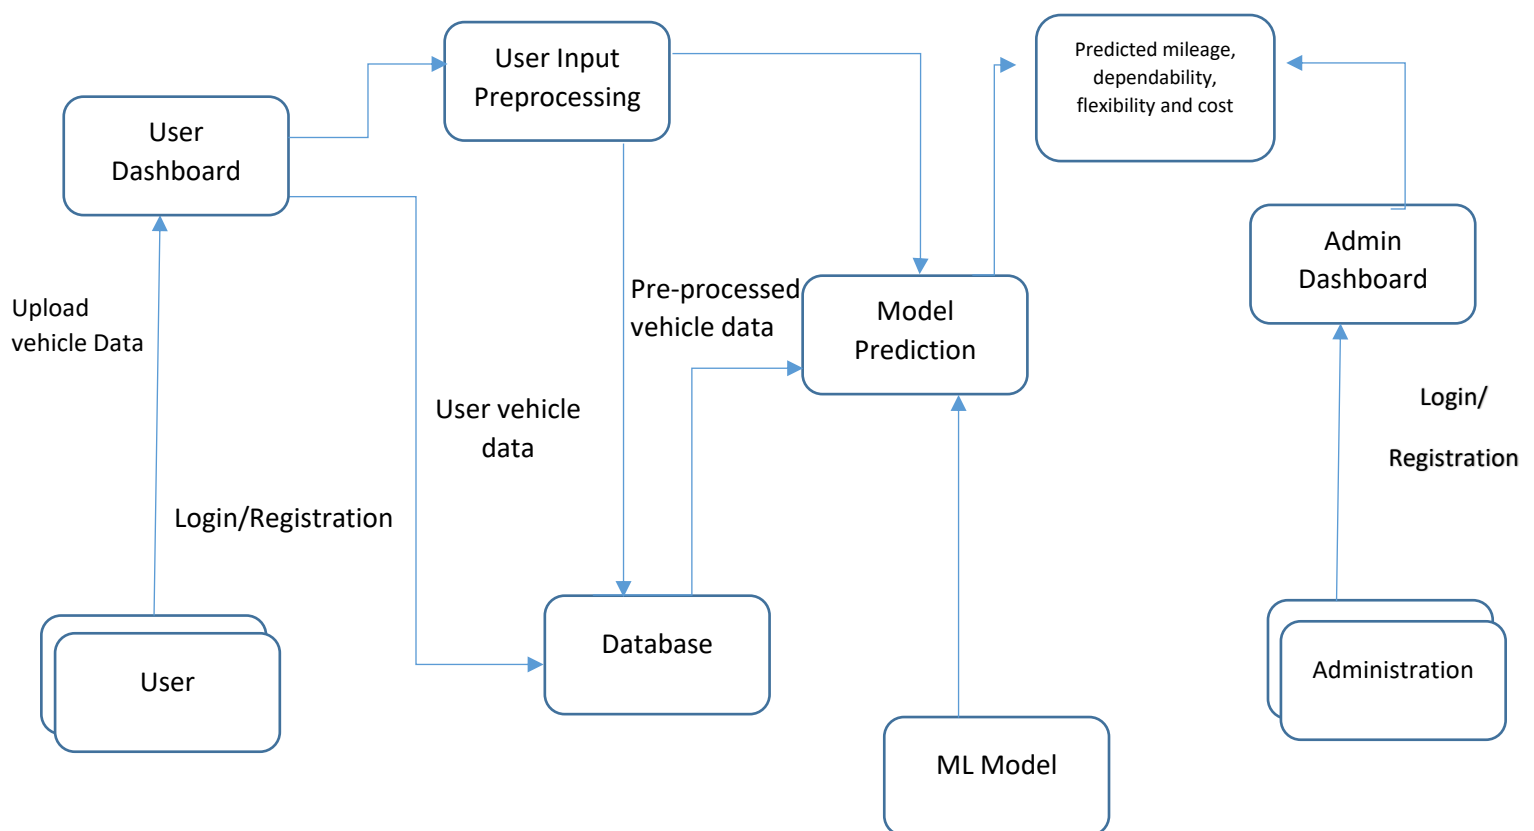 User Input
Preprocessing
Predicted mileage,
dependability,
flexibility and cost
User
Dashboard
Admin
Dashboard
Upload
vehicle Data
Pre-processed
vehicle data
Model
Prediction
User vehicle
data
Login/
Registration
Login/Registration
Database
User
Administration
ML Model